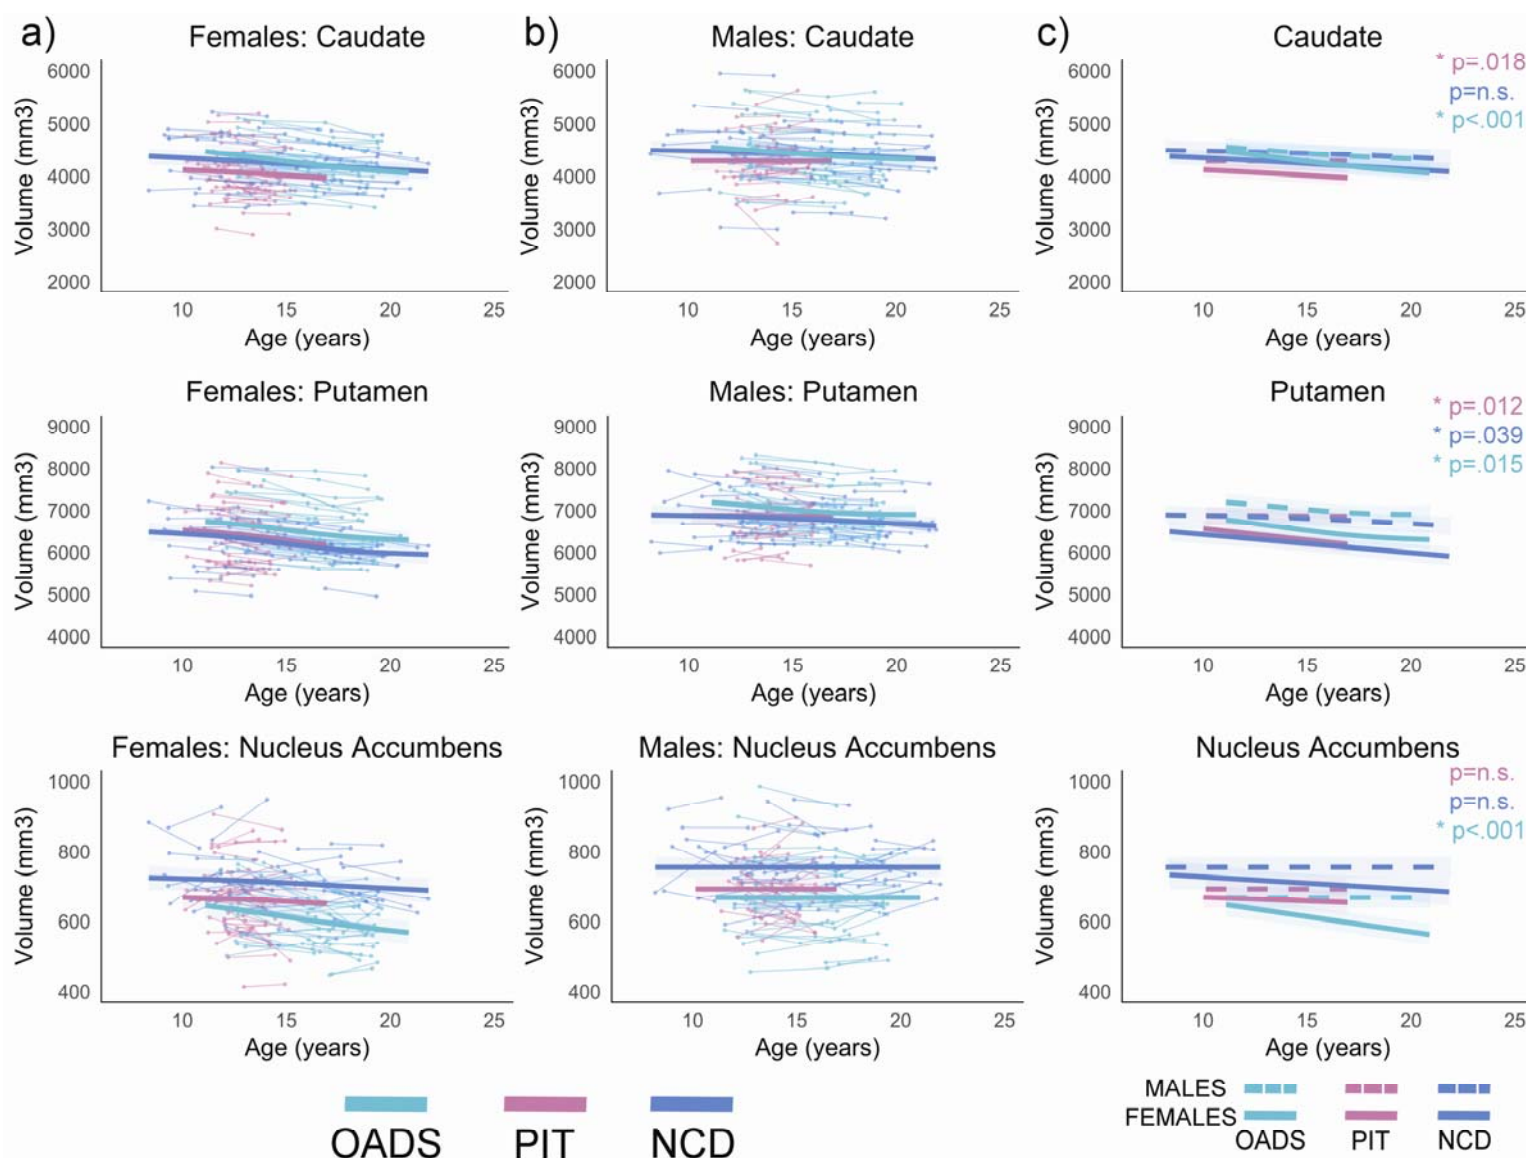 a)
Females: Caudate
Volume (mm3)
6000
5000
4000
3000
2000
10 15 20 25
Age (years)
b)
Males: Caudate
Volume (mm3)
6000
5000
4000
3000
2000
10 15 20 25
Age (years)
c)
Caudate
* p=.018
p=n.s.
* p<.001
Volume (mm3)
6000
5000
4000
3000
2000
10 15 20 25
Age (years)
Females: Putamen
Volume (mm3)
9000
8000
7000
6000
5000
4000
10 15 20 25
Age (years)
Males: Putamen
Volume (mm3)
9000
8000
7000
6000
5000
4000
10 15 20 25
Age (years)
Putamen
* p=.012
* p=.039
* p=.015
Volume (mm3)
9000
8000
7000
6000
5000
4000
10 15 20 25
Age (years)
Females: Nucleus Accumbens
Volume (mm3)
1000
800
600
400
10 15 20 25
Age (years)
Males: Nucleus Accumbens
Volume (mm3)
1000
800
600
400
10 15 20 25
Age (years)
Nucleus Accumbens
p=n.s.
p=n.s.
* p<.001
Volume (mm3)
1000
800
600
400
10 15 20 25
Age (years)
OADS PIT NCD
MALES
FEMALES
OADS PIT NCD